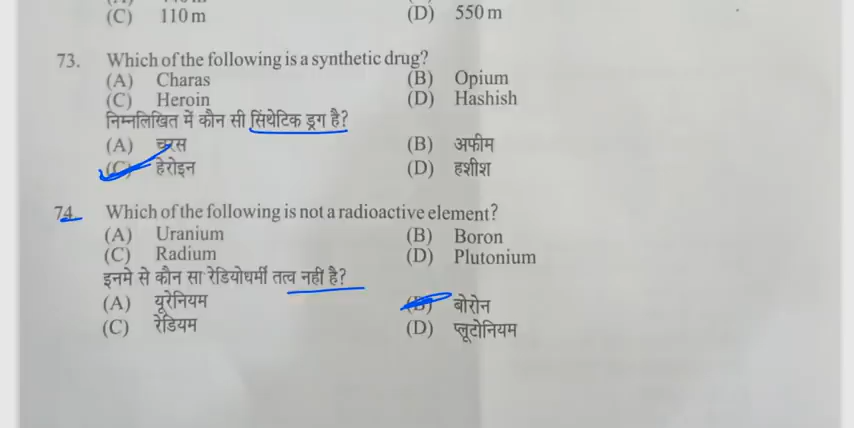 (C) 110 m (D) 550 m
73. Which of the following is a synthetic drug?
(A) Charas (B) Opium
(C) Heroin (D) Hashish
निम्नलिखित में कौन सी सिंथेटिक ड्रग है?
(A) चरस (B) अफीम
(C) हेरोइन (D) हशीश
74. Which of the following is not a radioactive element?
(A) Uranium (B) Boron
(C) Radium (D) Plutonium
इनमे से कौन सा रेडियोधर्मी तत्व नहीं है?
(A) यूरेनियम (B) बोरोन
(C) रेडियम (D) प्लूटोनियम